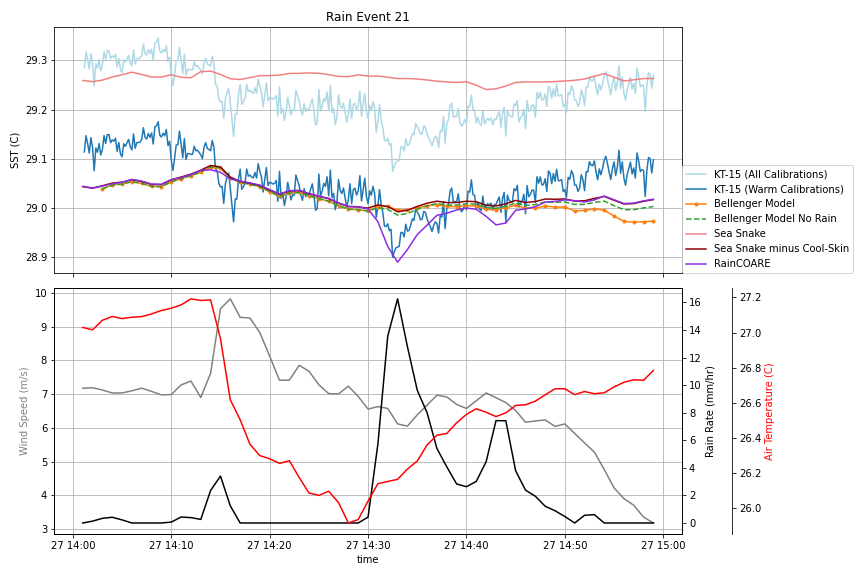 Rain Event 21
29.3
29.2
29.1
29.0
28.9
SST (C)
KT-15 (All Calibrations)
KT-15 (Warm Calibrations)
Bellenger Model
Bellenger Model No Rain
Sea Snake
Sea Snake minus Cool-Skin
RainCOARE
10
9
8
7
6
5
4
3
Wind Speed (m/s)
16
14
12
10
8
6
4
2
0
Rain Rate (mm/hr)
27.2
27.0
26.8
26.6
26.4
26.2
26.0
Air Temperature (C)
27 14:00 27 14:10 27 14:20 27 14:30 27 14:40 27 14:50 27 15:00
time